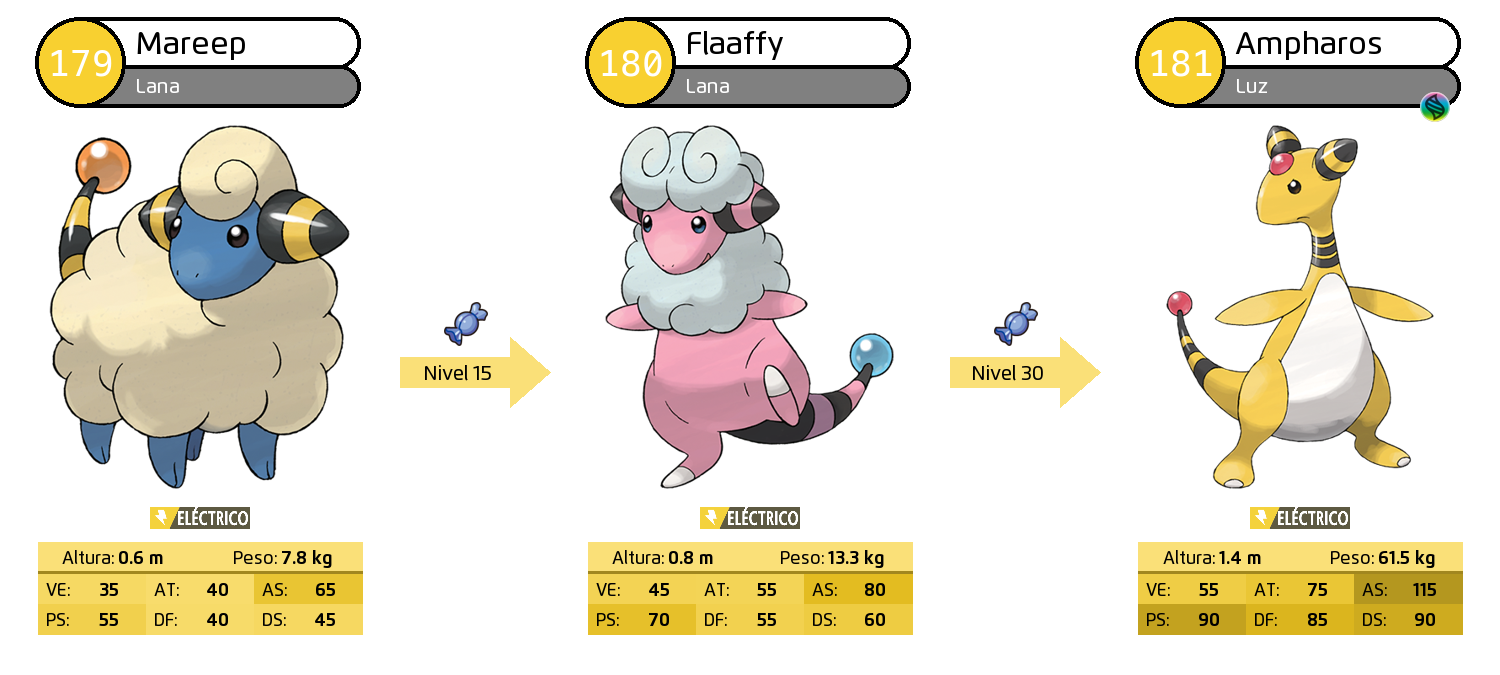 179
Mareep
Lana
Nivel 15
ELÉCTRICO
Altura: 0.6 m Peso: 7.8 kg
VE: 35 AT: 40 AS: 65
PS: 55 DF: 40 DS: 45
180
Flaaffy
Lana
Nivel 30
ELÉCTRICO
Altura: 0.8 m Peso: 13.3 kg
VE: 45 AT: 55 AS: 80
PS: 70 DF: 55 DS: 60
181
Ampharos
Luz
ELÉCTRICO
Altura: 1.4 m Peso: 61.5 kg
VE: 55 AT: 75 AS: 115
PS: 90 DF: 85 DS: 90